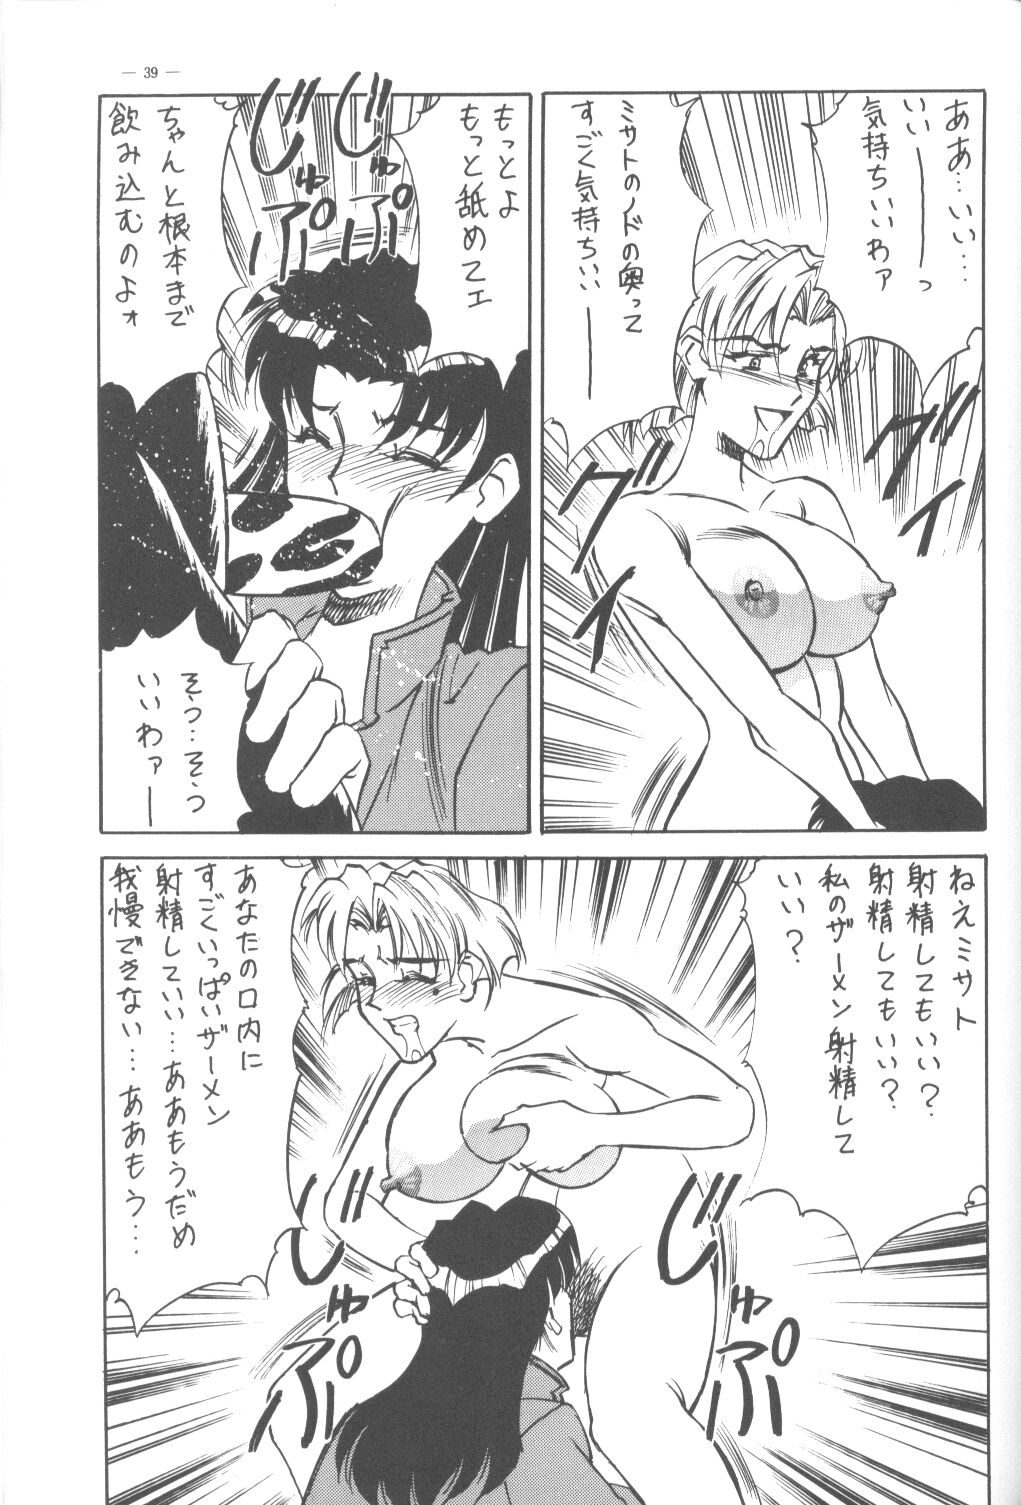 ― 39 ―
ああ…いい…
いい――っ
気持ちいいわァ
ミサトのノドの奥って
すごく気持ちいい――
グイ
グゾイ
もっとよ
もっと舐めてェ
じゅぷ
じゅぷ
ちゃんと根本まで
飲み込むのよォ
そう…そう
いいわァ――
ねえミサト
射精してもいい?
射精してもいい?
私のザーメン射精して
いい?
じゅぷ
じゅぷ
あなたの口内に
すごくいっぱいザーメン
射精していい…ああもうだめ
我慢できない…ああもう…